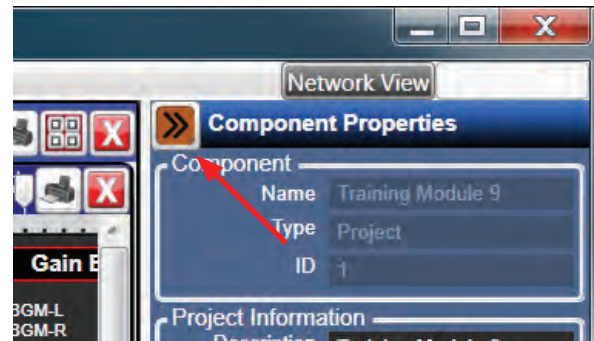 Network View
Component Properties
Component
Name Training Module 9
Type Project
ID 1
Gain
BGM-L
BGM-R
Project Information